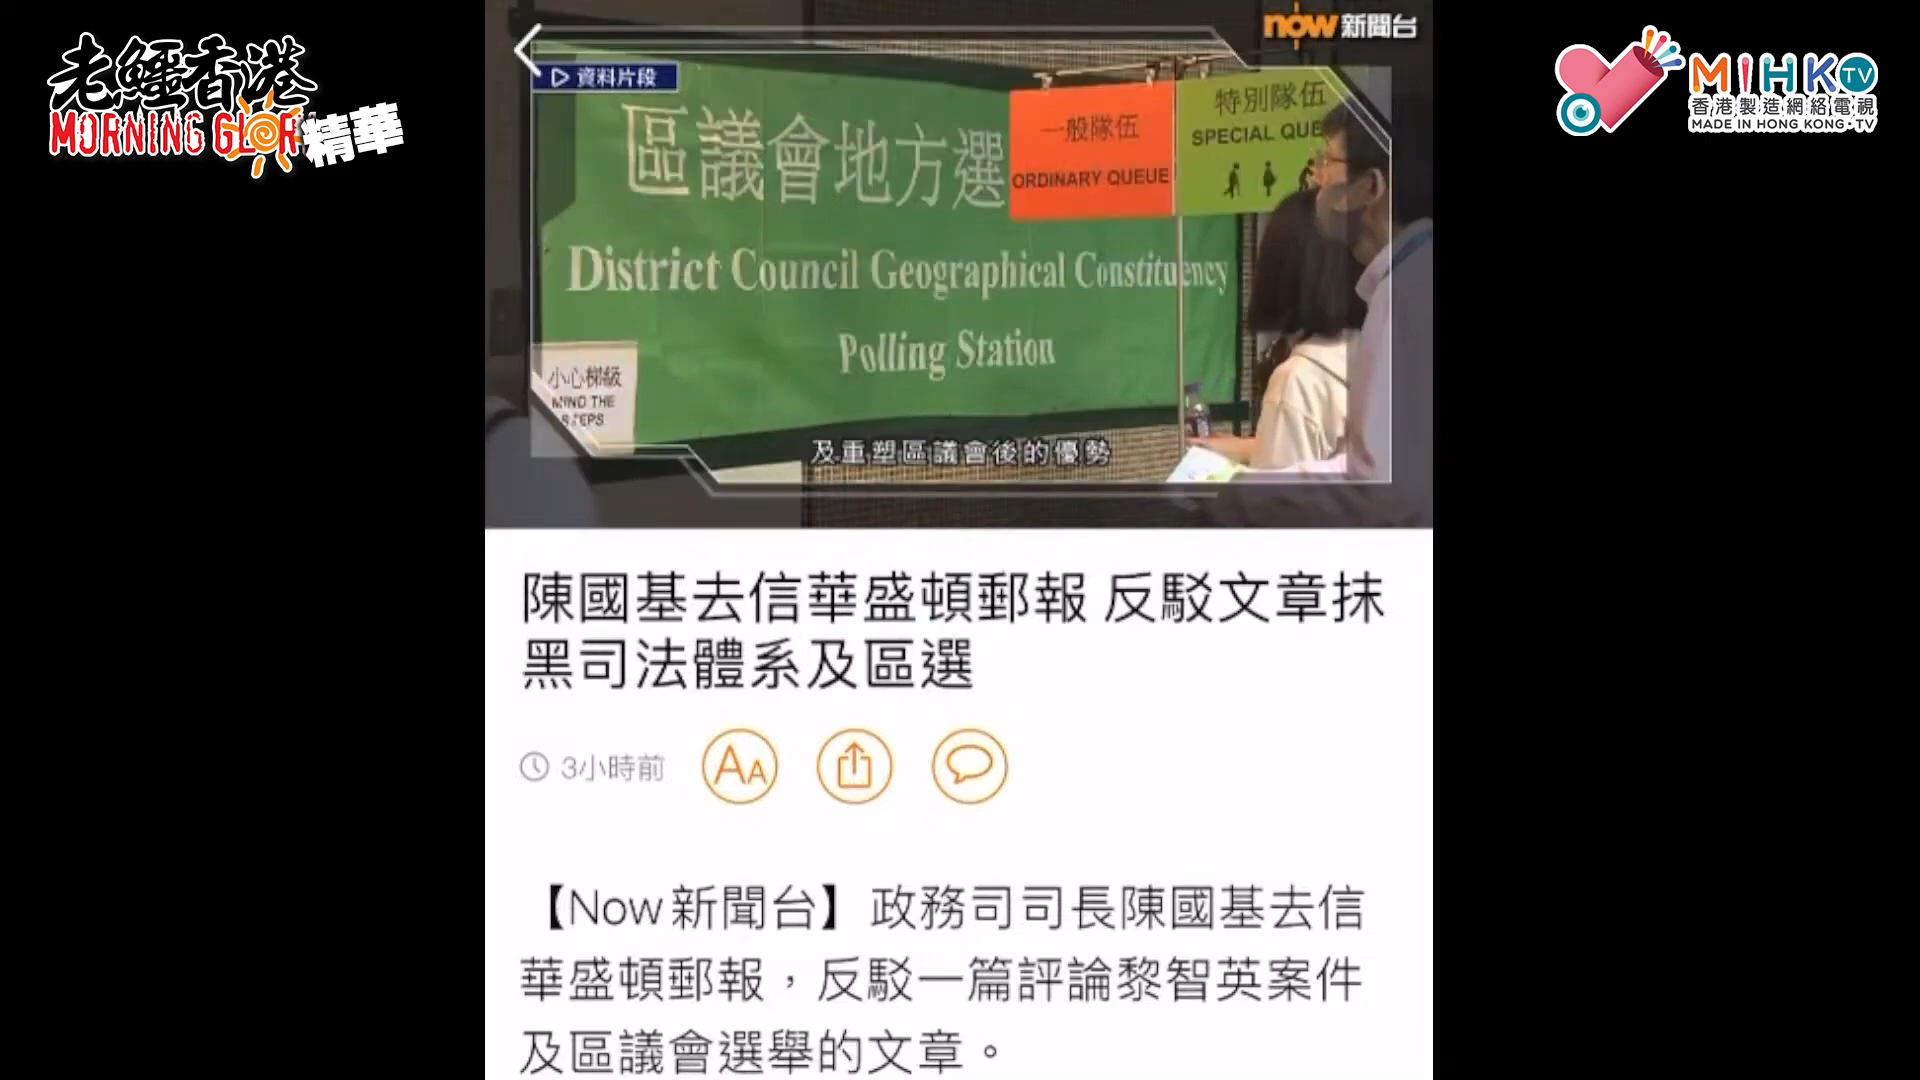 老鱷香港
MORNING GLOR
精華
now新聞台
資料片段
區議會地方選
一般隊伍
ORDINARY QUEUE
特別隊伍
SPECIAL QUE
District Council Geographical Constituency
Polling Station
小心梯級
MIND THE
STEPS
及重塑區議會後的優勢
MIHK TV
香港製造網絡電視
MADE IN HONG KONG・TV
陳國基去信華盛頓郵報 反駁文章抹
黑司法體系及區選
3小時前
AA
【Now新聞台】政務司司長陳國基去信
華盛頓郵報，反駁一篇評論黎智英案件
及區議會選舉的文章。